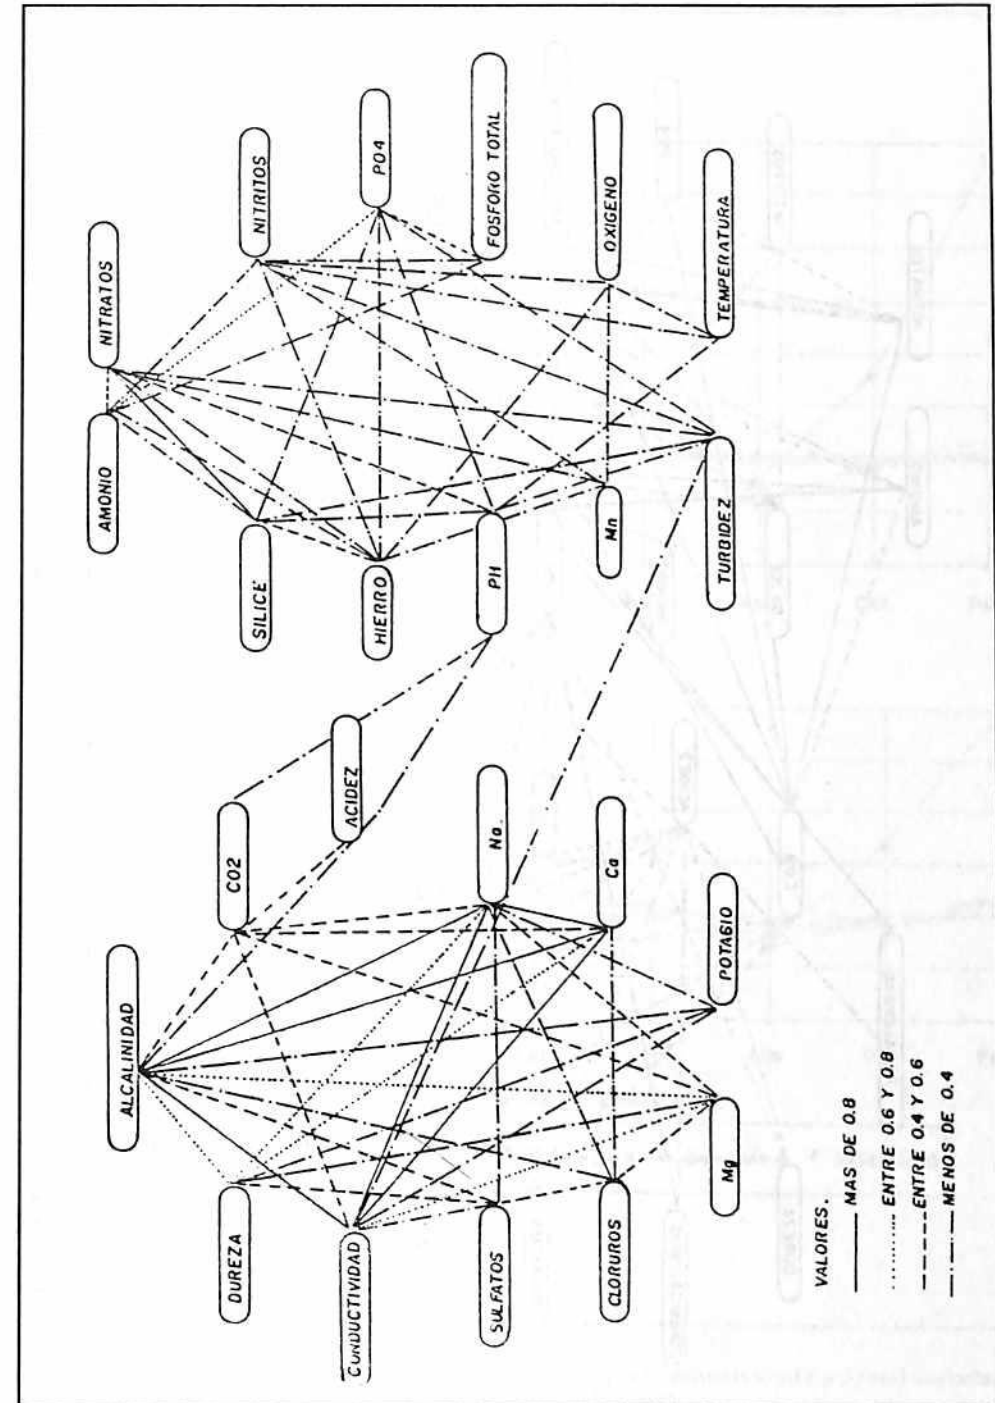 ALCALINIDAD
DUREZA
CO2
CONDUCTIVIDAD
ACIDEZ
SULFATOS
Na.
CLORUROS
Ca
Mg
POTAGIO
AMONIO
NITRATOS
SILICE
NITRITOS
HIERRO
PO4
PH
FOSFORO TOTAL
Mn
OXIGENO
TURBIDEZ
TEMPERATURA
VALORES.
MAS DE 0.8
ENTRE 0.6 Y 0.8
ENTRE 0.4 Y 0.6
MENOS DE 0.4